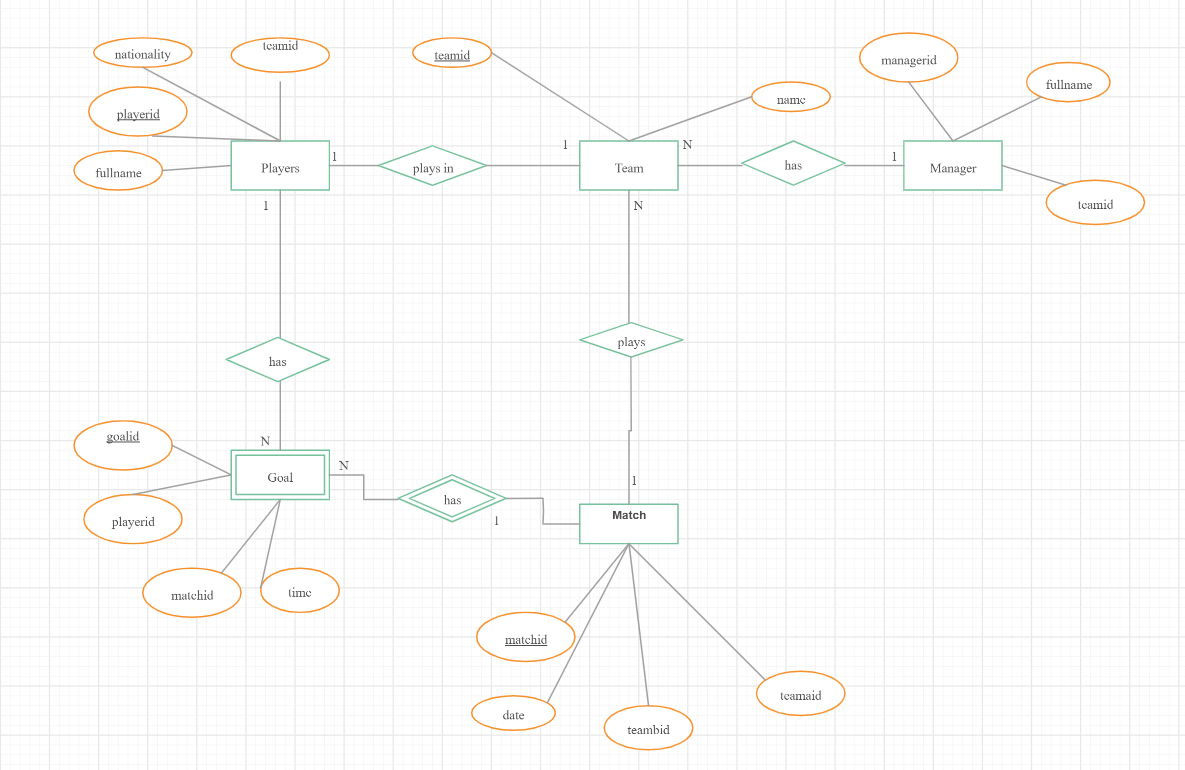 nationality
teamid
teamid
managerid
fullname
name
playerid
fullname
Players
1
plays in
1
Team
N
has
1
Manager
teamid
1
N
has
plays
goalid
N
Goal
N
has
1
1
Match
playerid
matchid
time
matchid
date
teambid
teamaid